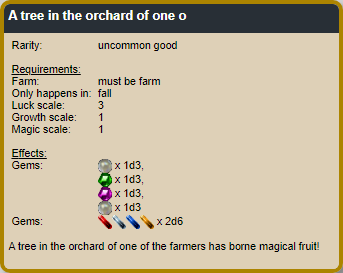 A tree in the orchard of one o
Rarity: uncommon good
Requirements:
Farm: must be farm
Only happens in: fall
Luck scale: 3
Growth scale: 1
Magic scale: 1
Effects:
Gems: x 1d3,
x 1d3,
x 1d3,
x 1d3
Gems: x 2d6
A tree in the orchard of one of the farmers has borne magical fruit!